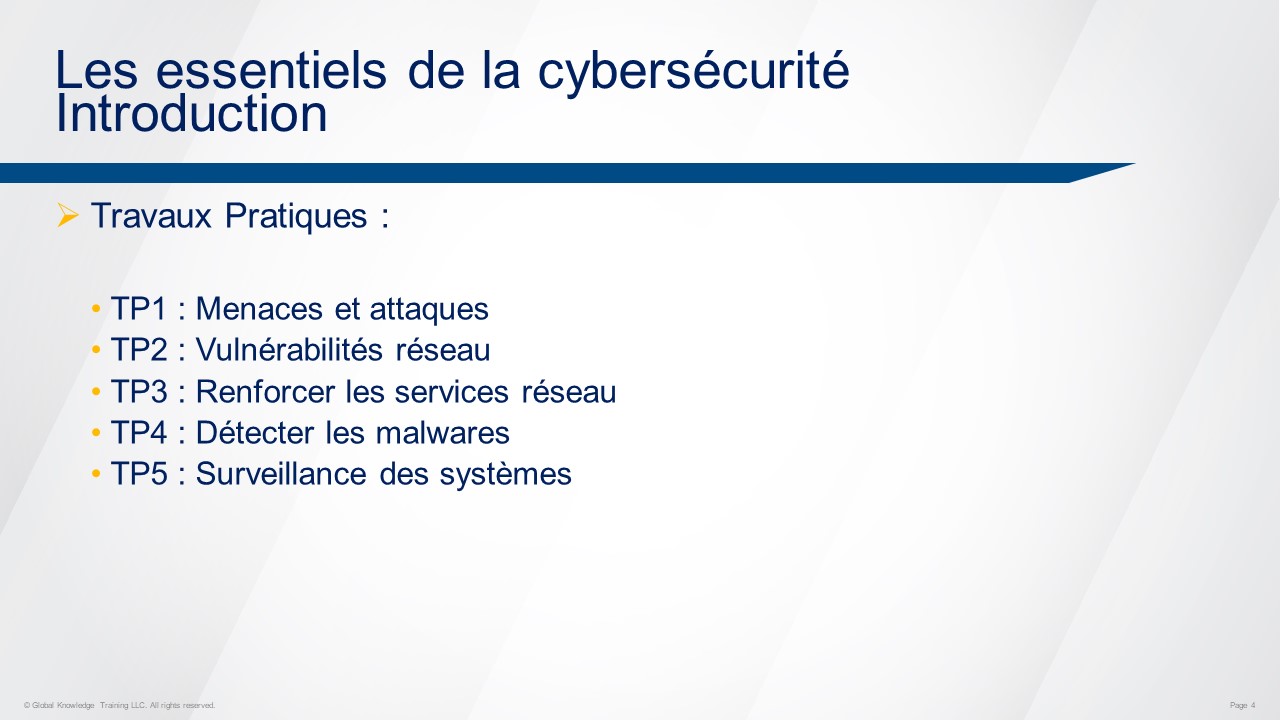 Les essentiels de la cybersécurité
Introduction
➢ Travaux Pratiques :
• TP1 : Menaces et attaques
• TP2 : Vulnérabilités réseau
• TP3 : Renforcer les services réseau
• TP4 : Détecter les malwares
• TP5 : Surveillance des systèmes
© Global Knowledge Training LLC. All rights reserved.
Page 4